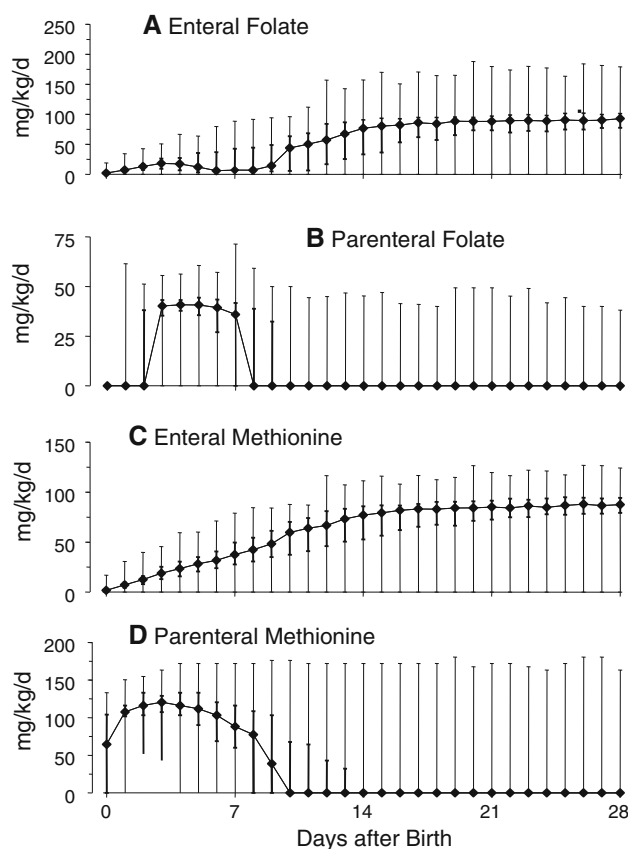 A Enteral Folate
mg/kg/d
250
200
150
100
50
0
B Parenteral Folate
mg/kg/d
75
50
25
0
C Enteral Methionine
mg/kg/d
150
100
50
0
D Parenteral Methionine
mg/kg/d
200
150
100
50
0
0 7 14 21 28
Days after Birth